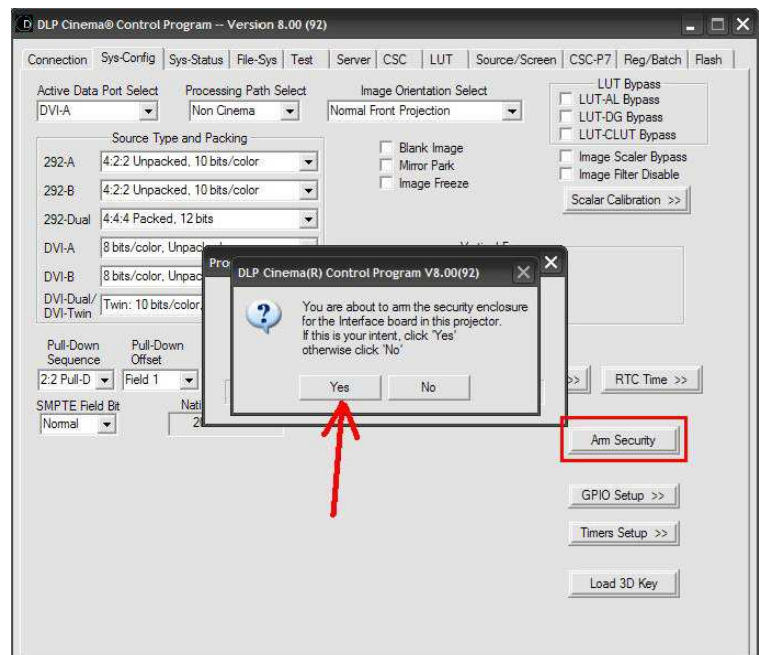 DLP Cinema® Control Program -- Version 8.00 (92)
Connection Sys-Config Sys-Status File-Sys Test Server CSC LUT Source/Screen CSC-P7 Reg/Batch Flash
Active Data Port Select Processing Path Select Image Orientation Select LUT Bypass
DVI-A Non Cinema Normal Front Projection LUT-AL Bypass
LUT-DG Bypass
LUT-CLUT Bypass
Source Type and Packing
Blank Image
Mirror Park
Image Freeze
Image Scaler Bypass
Image Filter Disable
Scalar Calibration >>
292-A 4:2:2 Unpacked, 10 bits/color
292-B 4:2:2 Unpacked, 10 bits/color
292-Dual 4:4:4 Packed, 12 bits
DVI-A 8 bits/color,
DVI-B 8 bits/color,
DVI-Dual/ DVI-Twin Twin: 10 bits/color,
DLP Cinema(R) Control Program V8.00(92)
You are about to arm the security enclosure
for the Interface board in this projector.
If this is your intent, click 'Yes'
otherwise click 'No'
Yes No
Pull-Down Sequence Pull-Down Offset
2:2 Pull-D Field 1
SMPTE Field Bit
Normal
>> RTC Time >>
Arm Security
GPIO Setup >>
Timers Setup >>
Load 3D Key